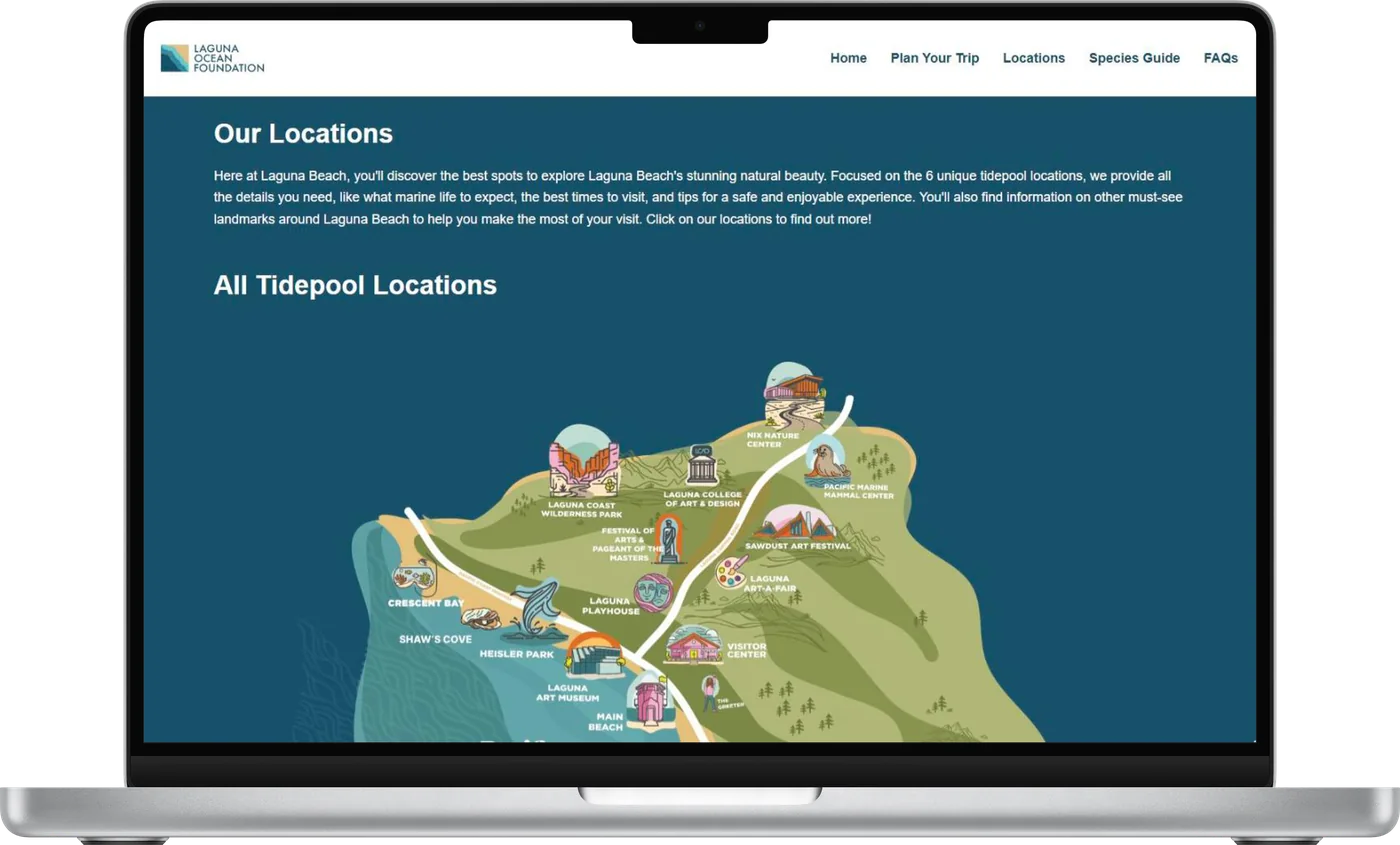 LAGUNA
OCEAN
FOUNDATION
Home
Plan Your Trip
Locations
Species Guide
FAQs
Our Locations
Here at Laguna Beach, you'll discover the best spots to explore Laguna Beach's stunning natural beauty. Focused on the 6 unique tidepool locations, we provide all
the details you need, like what marine life to expect, the best times to visit, and tips for a safe and enjoyable experience. You'll also find information on other must-see
landmarks around Laguna Beach to help you make the most of your visit. Click on our locations to find out more!
All Tidepool Locations
NIX NATURE
CENTER
PACIFIC MARINE
MAMMAL CENTER
LAGUNA COAST
WILDERNESS PARK
LCAD
LAGUNA COLLEGE
OF ART & DESIGN
FESTIVAL OF
ARTS &
PAGEANT OF THE
MASTERS
SAWDUST ART FESTIVAL
LAGUNA
ART-A-FAIR
LAGUNA
PLAYHOUSE
CRESCENT BAY
SHAW'S COVE
HEISLER PARK
VISITOR
CENTER
LAGUNA
ART MUSEUM
THE
GREETER
MAIN
BEACH